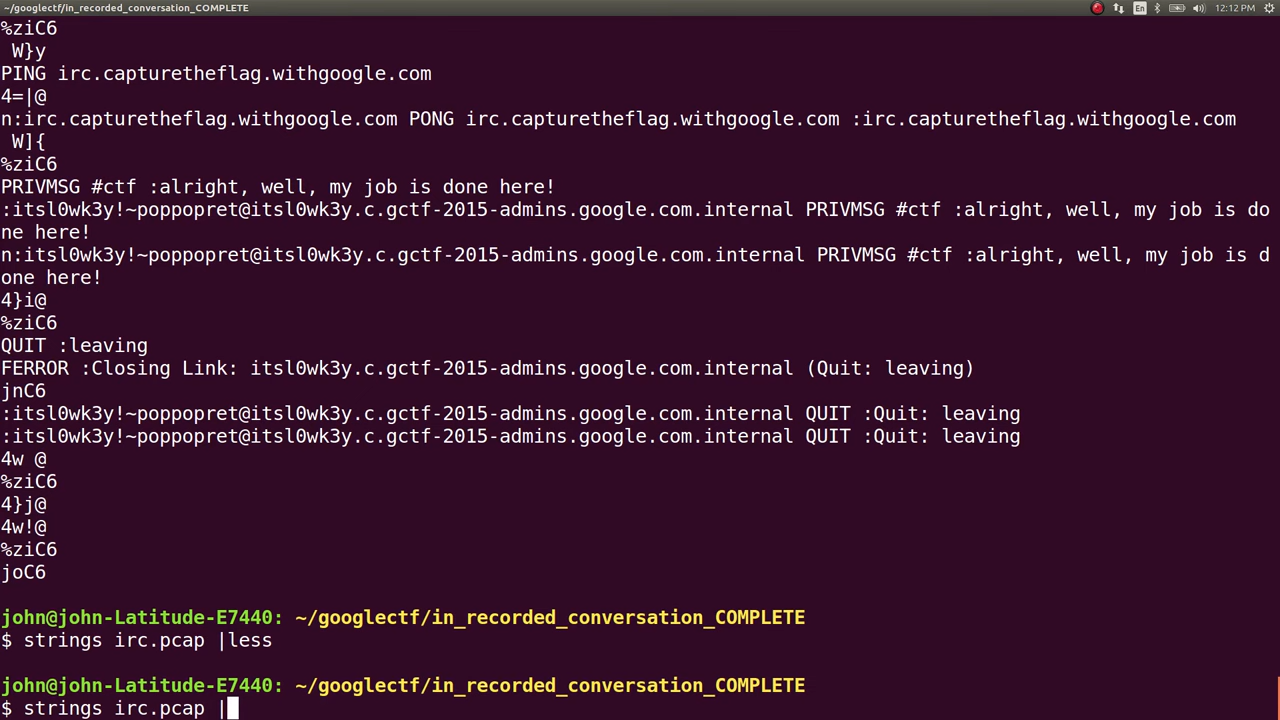 ~/googlectf/in_recorded_conversation_COMPLETE
En
12:12 PM
%ziC6
W}y
PING irc.capturetheflag.withgoogle.com
4=|@
n:irc.capturetheflag.withgoogle.com PONG irc.capturetheflag.withgoogle.com :irc.capturetheflag.withgoogle.com
W]{
%ziC6
PRIVMSG #ctf :alright, well, my job is done here!
:itsl0wk3y!~poppopret@itsl0wk3y.c.gctf-2015-admins.google.com.internal PRIVMSG #ctf :alright, well, my job is do
ne here!
n:itsl0wk3y!~poppopret@itsl0wk3y.c.gctf-2015-admins.google.com.internal PRIVMSG #ctf :alright, well, my job is d
one here!
4}i@
%ziC6
QUIT :leaving
FERROR :Closing Link: itsl0wk3y.c.gctf-2015-admins.google.com.internal (Quit: leaving)
jnC6
:itsl0wk3y!~poppopret@itsl0wk3y.c.gctf-2015-admins.google.com.internal QUIT :Quit: leaving
:itsl0wk3y!~poppopret@itsl0wk3y.c.gctf-2015-admins.google.com.internal QUIT :Quit: leaving
4w @
%ziC6
4}j@
4w!@
%ziC6
joC6
john@john-Latitude-E7440: ~/googlectf/in_recorded_conversation_COMPLETE
$ strings irc.pcap |less
john@john-Latitude-E7440: ~/googlectf/in_recorded_conversation_COMPLETE
$ strings irc.pcap |